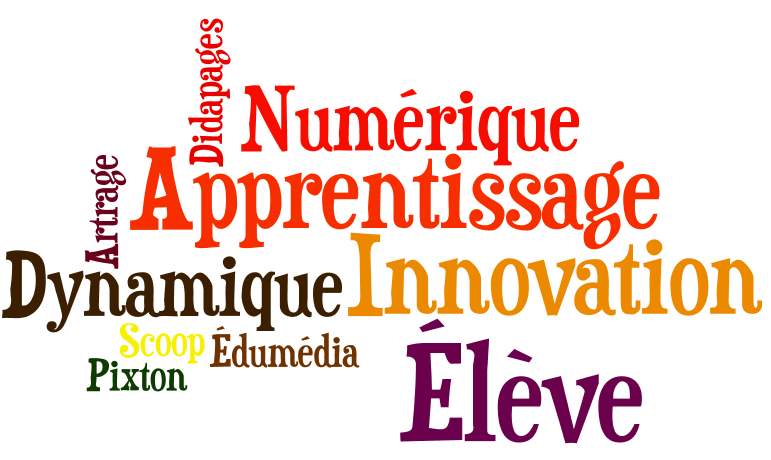 Didapages
Numérique
Artrage
Apprentissage
Dynamique
Innovation
Scoop
Édumédia
Pixton
Élève